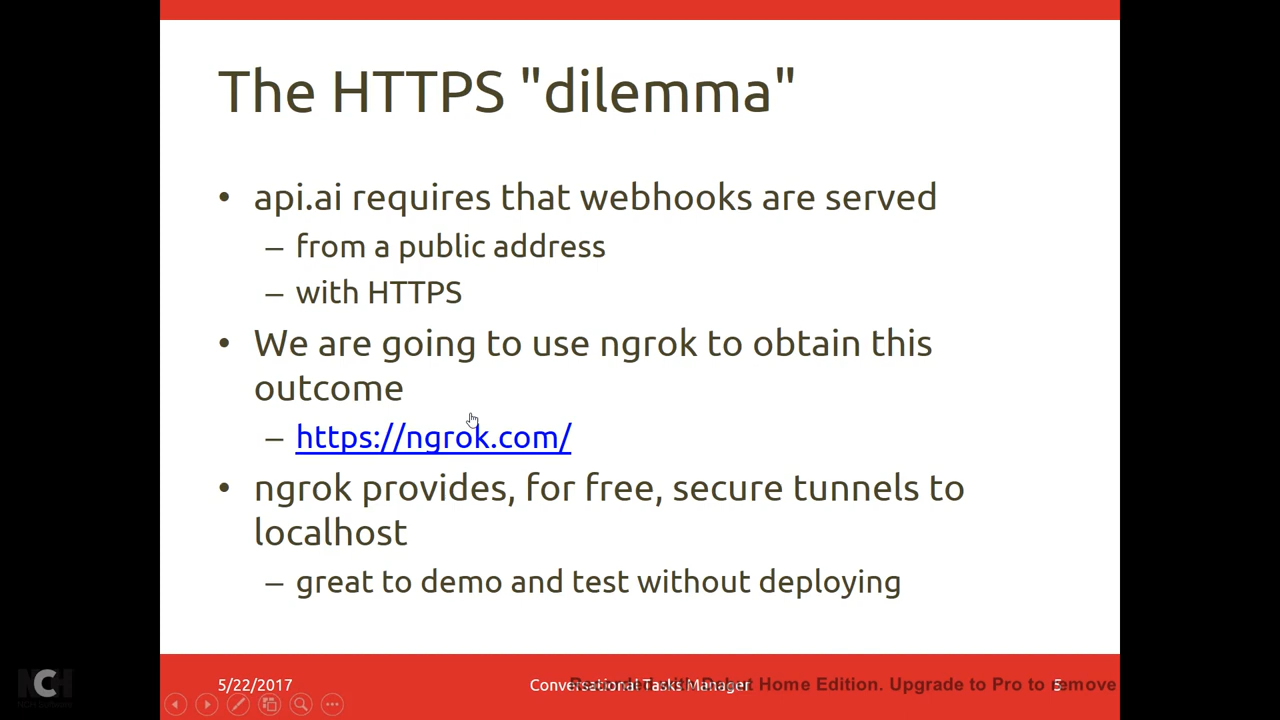 The HTTPS "dilemma"
• api.ai requires that webhooks are served
– from a public address
– with HTTPS
• We are going to use ngrok to obtain this
outcome
– https://ngrok.com/
• ngrok provides, for free, secure tunnels to
localhost
– great to demo and test without deploying
5/22/2017
Conversational Tasks Manager
Home Edition. Upgrade to Pro to remove
5
NCH